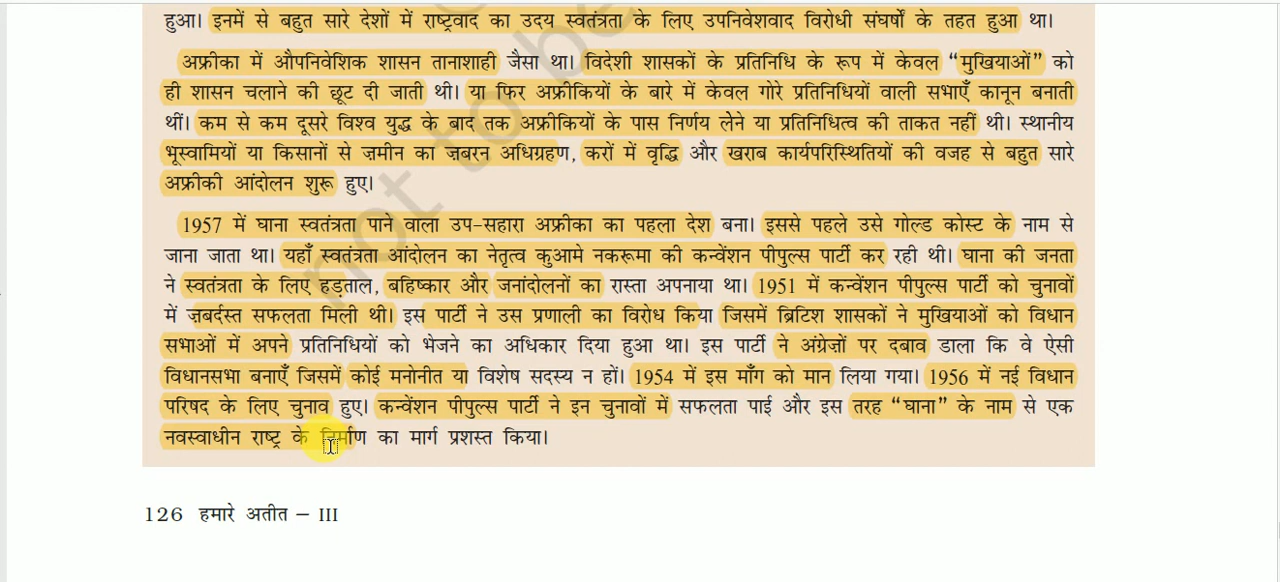 हुआ। इनमें से बहुत सारे देशों में राष्ट्रवाद का उदय स्वतंत्रता के लिए उपनिवेशवाद विरोधी संघर्षों के तहत हुआ था।
अफ्रीका में औपनिवेशिक शासन तानाशाही जैसा था। विदेशी शासकों के प्रतिनिधि के रूप में केवल “मुखियाओं” को
ही शासन चलाने की छूट दी जाती थी। या फिर अफ्रीकियों के बारे में केवल गोरे प्रतिनिधियों वाली सभाएँ कानून बनाती
थीं। कम से कम दूसरे विश्व युद्ध के बाद तक अफ्रीकियों के पास निर्णय लेने या प्रतिनिधित्व की ताकत नहीं थी। स्थानीय
भूस्वामियों या किसानों से ज़मीन का ज़बरन अधिग्रहण, करों में वृद्धि और खराब कार्यपरिस्थितियों की वजह से बहुत सारे
अफ्रीकी आंदोलन शुरू हुए।
1957 में घाना स्वतंत्रता पाने वाला उप-सहारा अफ्रीका का पहला देश बना। इससे पहले उसे गोल्ड कोस्ट के नाम से
जाना जाता था। यहाँ स्वतंत्रता आंदोलन का नेतृत्व कुआमे नकरूमा की कन्वेंशन पीपुल्स पार्टी कर रही थी। घाना की जनता
ने स्वतंत्रता के लिए हड़ताल, बहिष्कार और जनांदोलनों का रास्ता अपनाया था। 1951 में कन्वेंशन पीपुल्स पार्टी को चुनावों
में ज़बर्दस्त सफलता मिली थी। इस पार्टी ने उस प्रणाली का विरोध किया जिसमें ब्रिटिश शासकों ने मुखियाओं को विधान
सभाओं में अपने प्रतिनिधियों को भेजने का अधिकार दिया हुआ था। इस पार्टी ने अंग्रेजों पर दबाव डाला कि वे ऐसी
विधानसभा बनाएँ जिसमें कोई मनोनीत या विशेष सदस्य न हों। 1954 में इस माँग को मान लिया गया। 1956 में नई विधान
परिषद के लिए चुनाव हुए। कन्वेंशन पीपुल्स पार्टी ने इन चुनावों में सफलता पाई और इस तरह “घाना” के नाम से एक
नवस्वाधीन राष्ट्र के निर्माण का मार्ग प्रशस्त किया।
126 हमारे अतीत – III
not to be